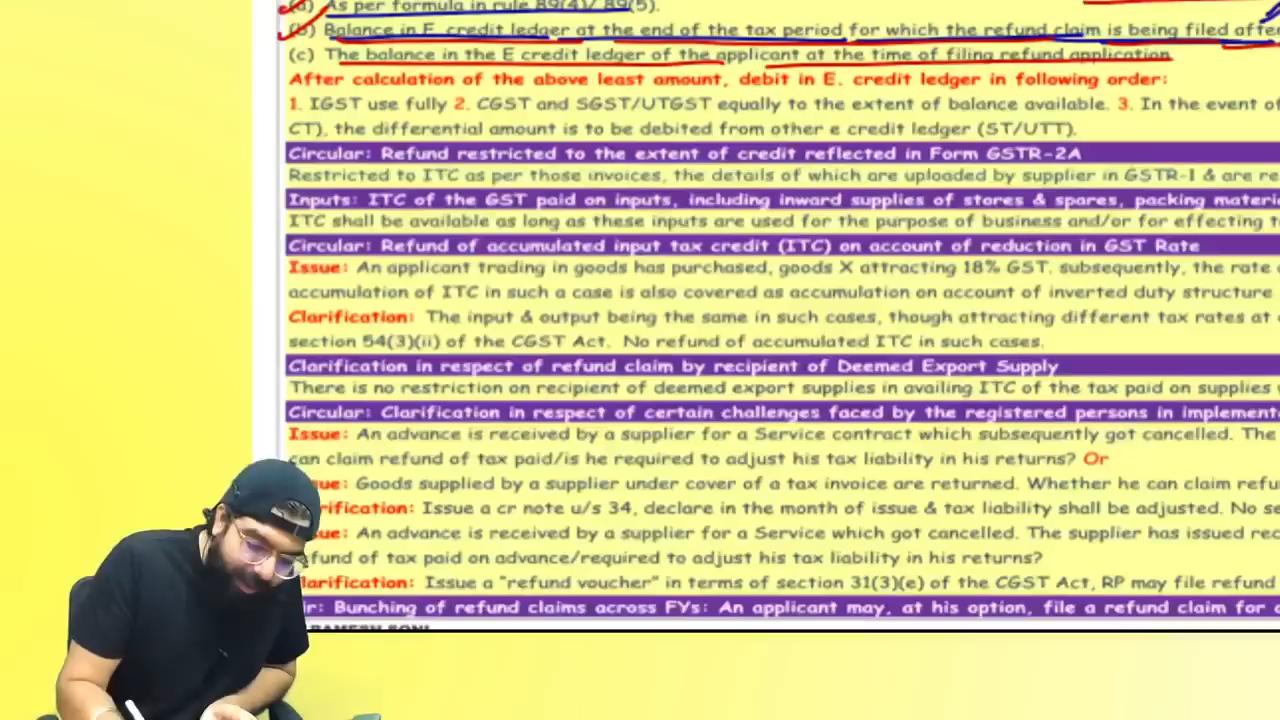 (a) As per formula in rule 89(4)/ 89(5).
(b) Balance in E. credit ledger at the end of the tax period for which the refund claim is being filed after
(c) The balance in the E credit ledger of the applicant at the time of filing refund application
After calculation of the above least amount, debit in E. credit ledger in following order:
1. IGST use fully 2. CGST and SGST/UTGST equally to the extent of balance available. 3. In the event of
CT), the differential amount is to be debited from other e credit ledger (ST/UTT).
Circular: Refund restricted to the extent of credit reflected in Form GSTR-2A
Restricted to ITC as per those invoices, the details of which are uploaded by supplier in GSTR-1 & are re
Inputs: ITC of the GST paid on inputs, including inward supplies of stores & spares, packing materi
ITC shall be available as long as these inputs are used for the purpose of business and/or for effecting t
Circular: Refund of accumulated input tax credit (ITC) on account of reduction in GST Rate
Issue: An applicant trading in goods has purchased, goods X attracting 18% GST. subsequently, the rate
accumulation of ITC in such a case is also covered as accumulation on account of inverted duty structure
Clarification: The input & output being the same in such cases, though attracting different tax rates at
section 54(3)(ii) of the CGST Act. No refund of accumulated ITC in such cases.
Clarification in respect of refund claim by recipient of Deemed Export Supply
There is no restriction on recipient of deemed export supplies in availing ITC of the tax paid on supplies
Circular: Clarification in respect of certain challenges faced by the registered persons in implement
Issue: An advance is received by a supplier for a Service contract which subsequently got cancelled. The
can claim refund of tax paid/is he required to adjust his tax liability in his returns? Or
ue: Goods supplied by a supplier under cover of a tax invoice are returned. Whether he can claim refu
rification: Issue a cr note u/s 34, declare in the month of issue & tax liability shall be adjusted. No se
ue: An advance is received by a supplier for a Service which got cancelled. The supplier has issued rec
efund of tax paid on advance/required to adjust his tax liability in his returns?
larification: Issue a "refund voucher" in terms of section 31(3)(e) of the CGST Act, RP may file refund
r: Bunching of refund claims across FYs: An applicant may, at his option, file a refund claim for